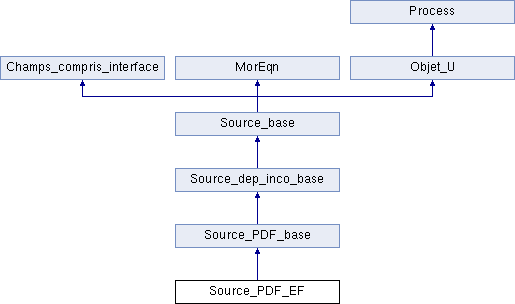 Process
Champs_compris_interface
MorEqn
Objet_U
Source_base
Source_dep_inco_base
Source_PDF_base
Source_PDF_EF